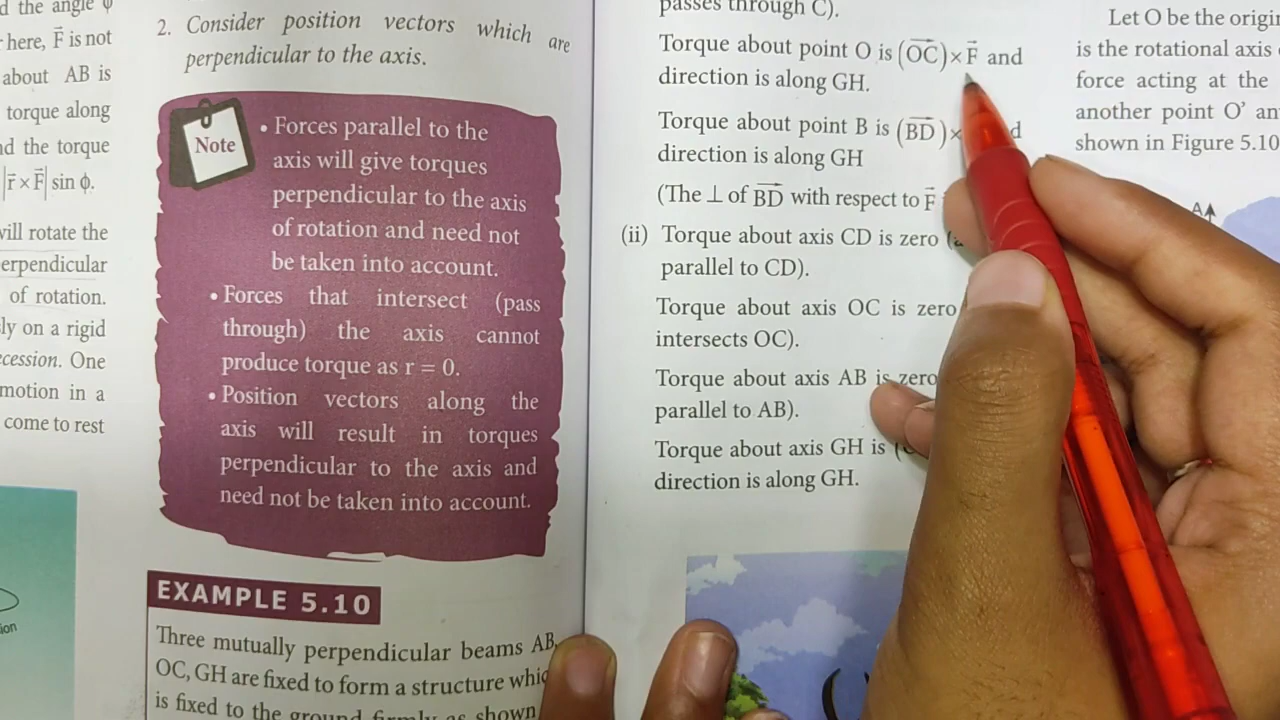 d the angle φ
here, F⃗ is not
about AB is
torque along
nd the torque
|r⃗ × F⃗| sin ϕ.
will rotate the
erpendicular
of rotation.
ly on a rigid
cession. One
motion in a
come to rest
ion
2. Consider position vectors which are
perpendicular to the axis.
Note
• Forces parallel to the
axis will give torques
perpendicular to the axis
of rotation and need not
be taken into account.
• Forces that intersect (pass
through) the axis cannot
produce torque as r = 0.
• Position vectors along the
axis will result in torques
perpendicular to the axis and
need not be taken into account.
EXAMPLE 5.10
Three mutually perpendicular beams AB,
OC, GH are fixed to form a structure whic
is fixed to the ground firmly as shown
passes through C).
Torque about point O is (OC⃗) × F⃗ and
direction is along GH.
Torque about point B is (BD⃗) × d
direction is along GH
(The ⊥ of BD⃗ with respect to F⃗
(ii) Torque about axis CD is zero (
parallel to CD).
Torque about axis OC is zero
intersects OC).
Torque about axis AB is zero
parallel to AB).
Torque about axis GH is (
direction is along GH.
Let O be the origin
is the rotational axis
force acting at the
another point O' an
shown in Figure 5.10
A